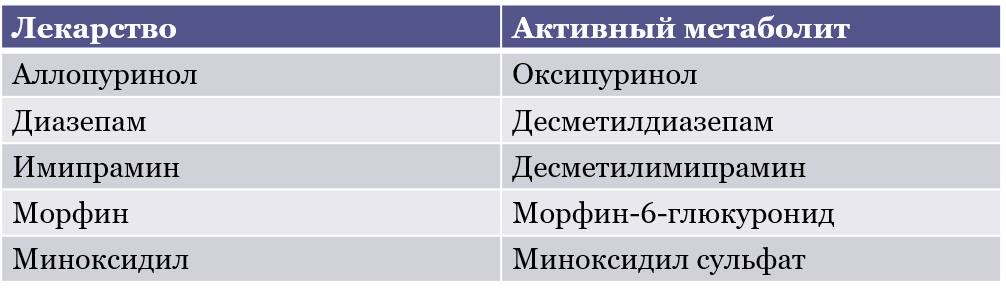 Лекарство Активный метаболит
Аллопуринол Оксипуринол
Диазепам Десметилдиазепам
Имипрамин Десметилимипрамин
Морфин Морфин-6-глюкуронид
Миноксидил Миноксидил сульфат